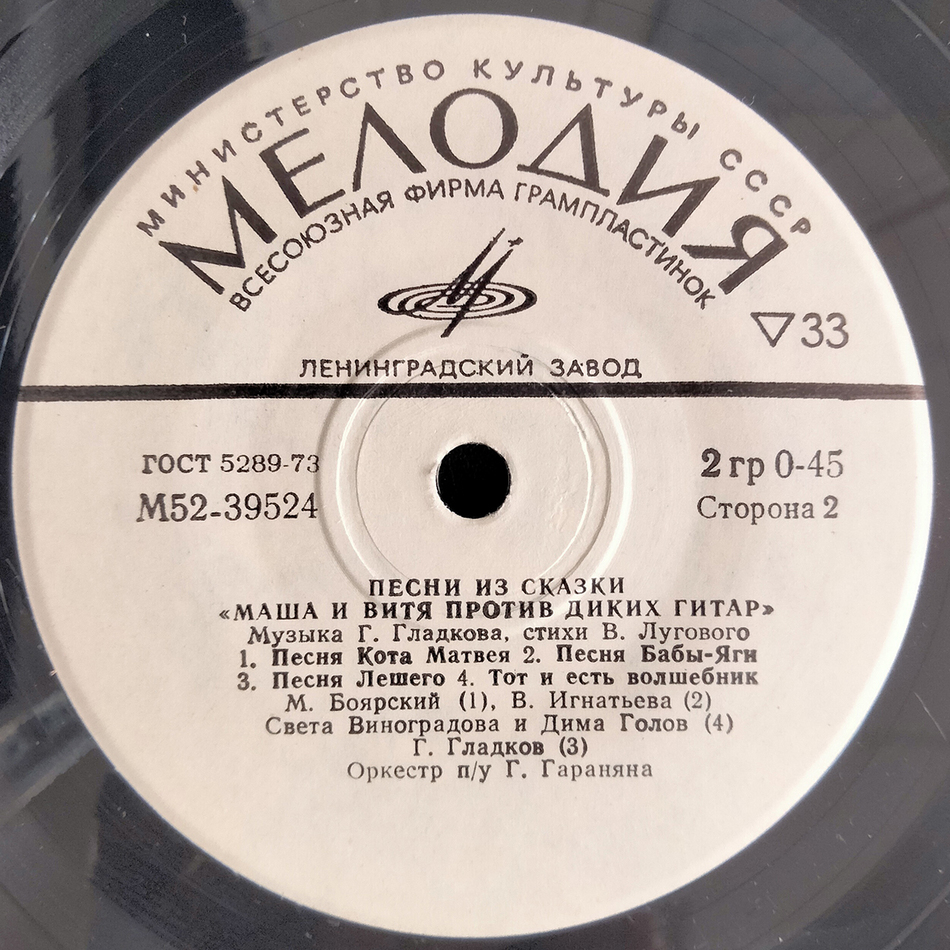 МИНИСТЕРСТВО КУЛЬТУРЫ СССР
МЕЛОДИЯ
ВСЕСОЮЗНАЯ ФИРМА ГРАМПЛАСТИНОК
▽33
ЛЕНИНГРАДСКИЙ ЗАВОД
ГОСТ 5289-73
2 гр 0-45
М52-39524
Сторона 2
ПЕСНИ ИЗ СКАЗКИ
«МАША И ВИТЯ ПРОТИВ ДИКИХ ГИТАР»
Музыка Г. Гладкова, стихи В. Лугового
1. Песня Кота Матвея 2. Песня Бабы-Яги
3. Песня Лешего 4. Тот и есть волшебник
М. Боярский (1), В. Игнатьева (2)
Света Виноградова и Дима Голов (4)
Г. Гладков (3)
Оркестр п/у Г. Гараняна